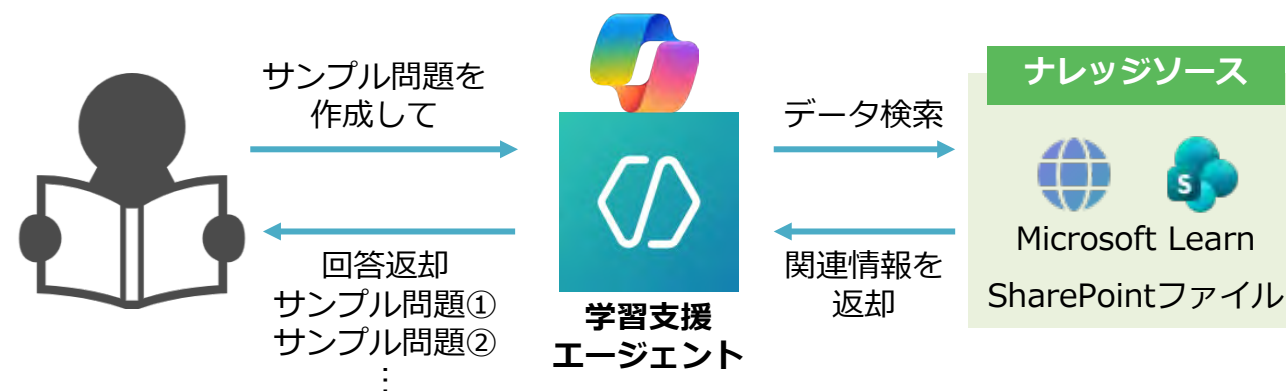 サンプル問題を
作成して
回答返却
サンプル問題①
サンプル問題②
⋮
学習支援
エージェント
データ検索
関連情報を
返却
ナレッジソース
S
Microsoft Learn
SharePointファイル